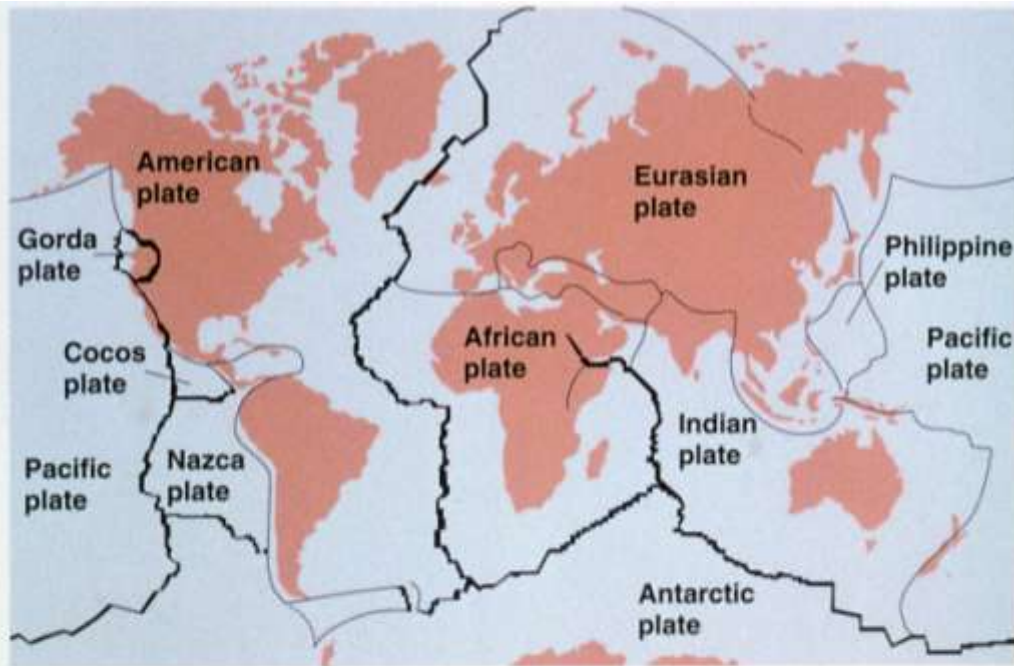 American
plate
Eurasian
plate
Gorda
plate
Philippine
plate
Cocos
plate
African
plate
Pacific
plate
Indian
plate
Pacific
plate
Nazca
plate
Antarctic
plate